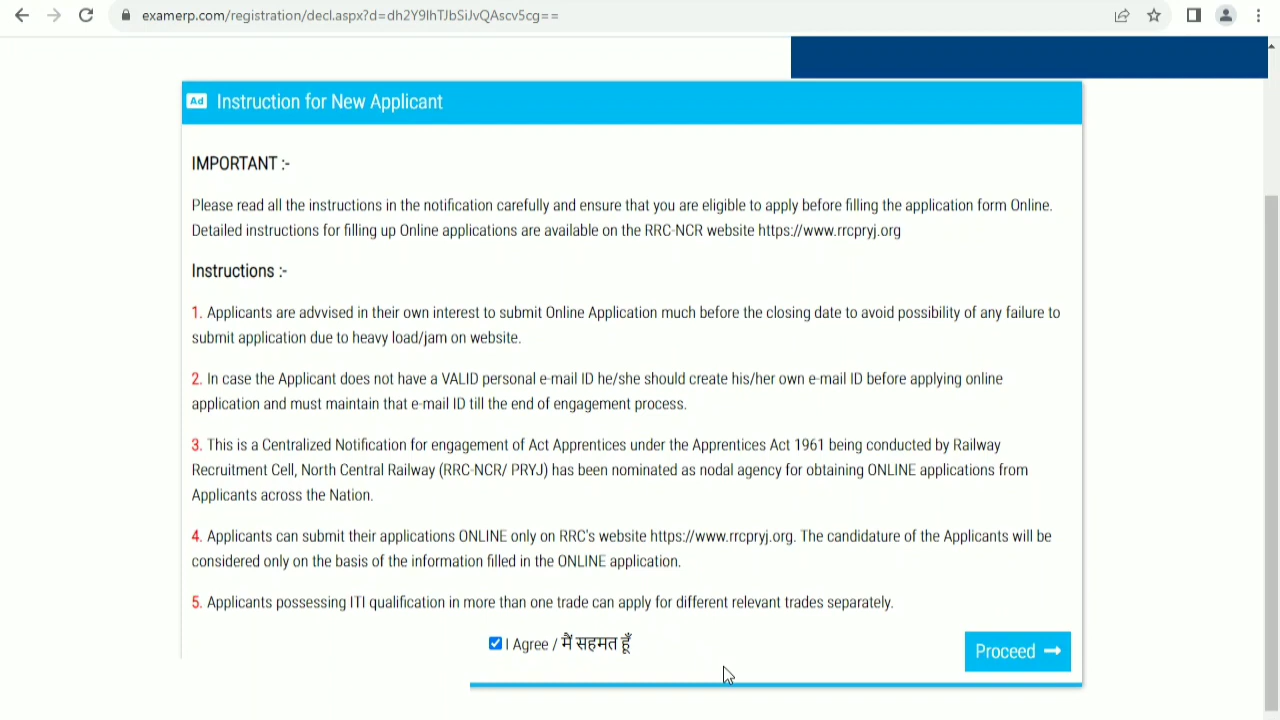 examerp.com/registration/decl.aspx?d=dh2Y9IhTJbSiJvQAscv5cg==
Ad Instruction for New Applicant
IMPORTANT :-
Please read all the instructions in the notification carefully and ensure that you are eligible to apply before filling the application form Online.
Detailed instructions for filling up Online applications are available on the RRC-NCR website https://www.rrcpryj.org
Instructions :-
1. Applicants are advvised in their own interest to submit Online Application much before the closing date to avoid possibility of any failure to
submit application due to heavy load/jam on website.
2. In case the Applicant does not have a VALID personal e-mail ID he/she should create his/her own e-mail ID before applying online
application and must maintain that e-mail ID till the end of engagement process.
3. This is a Centralized Notification for engagement of Act Apprentices under the Apprentices Act 1961 being conducted by Railway
Recruitment Cell, North Central Railway (RRC-NCR/ PRYJ) has been nominated as nodal agency for obtaining ONLINE applications from
Applicants across the Nation.
4. Applicants can submit their applications ONLINE only on RRC's website https://www.rrcpryj.org. The candidature of the Applicants will be
considered only on the basis of the information filled in the ONLINE application.
5. Applicants possessing ITI qualification in more than one trade can apply for different relevant trades separately.
I Agree / मैं सहमत हूँ
Proceed